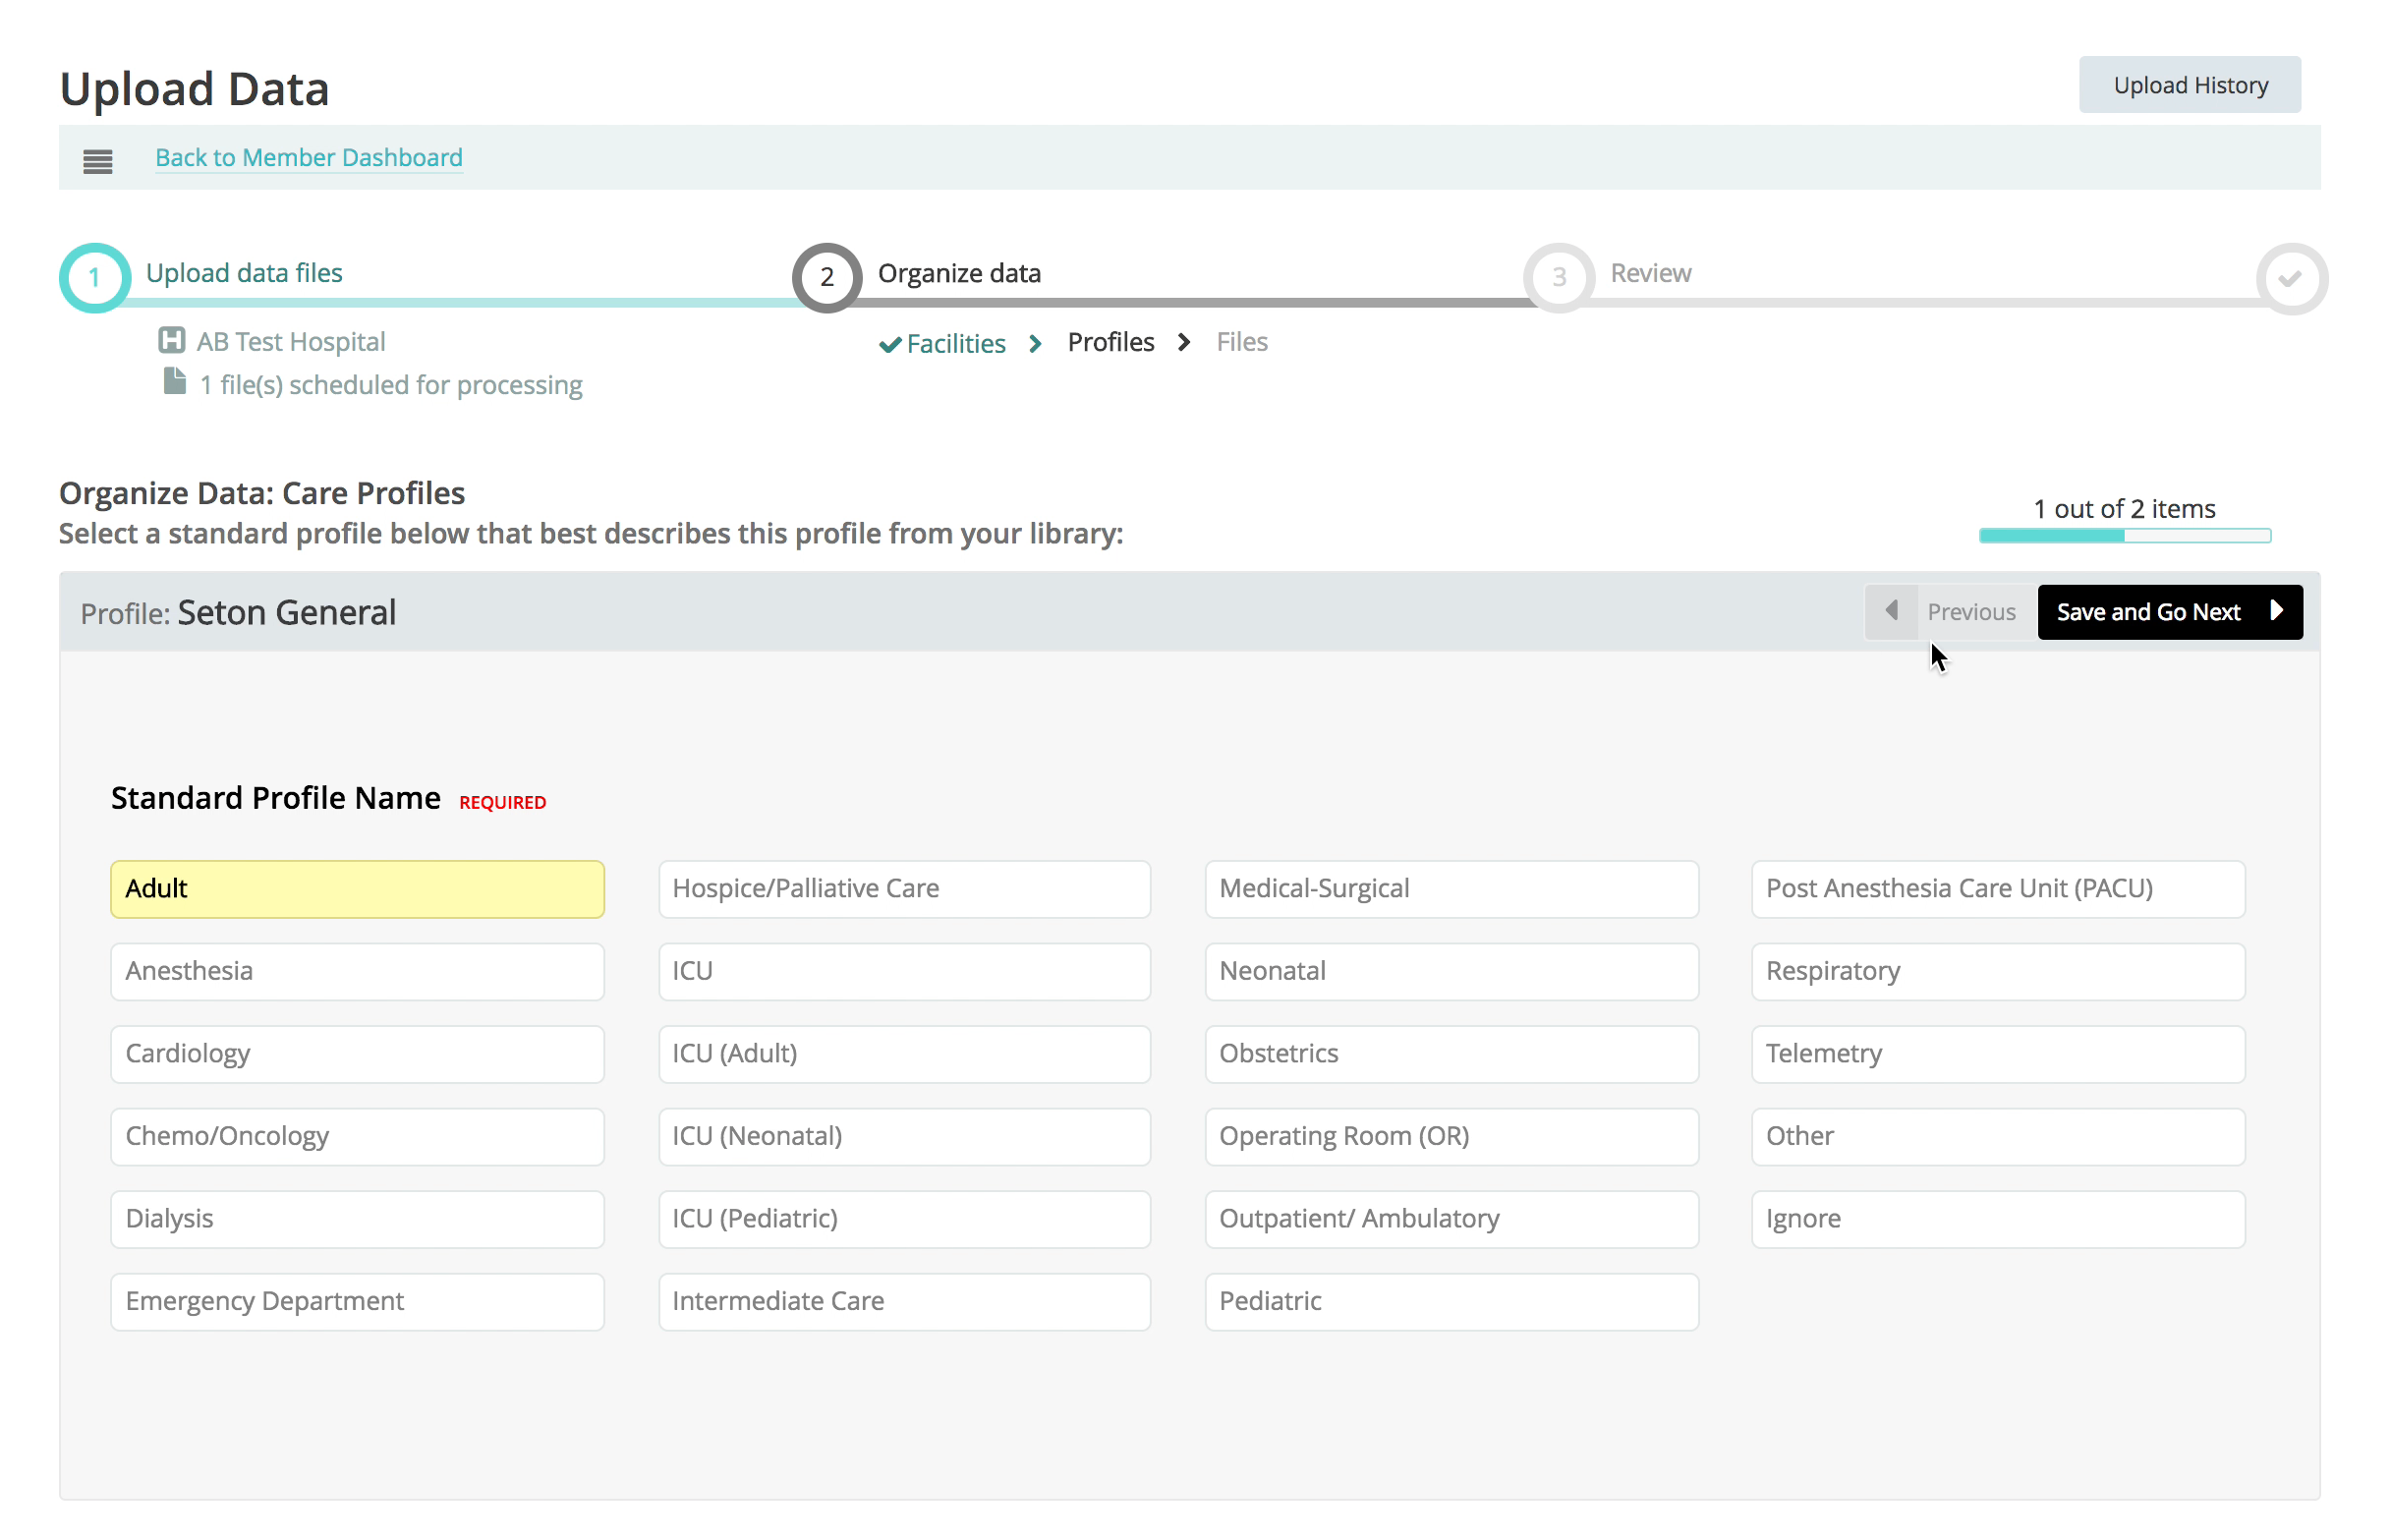 Upload Data
Upload History
Back to Member Dashboard
1 Upload data files
2 Organize data
3 Review
AB Test Hospital
1 file(s) scheduled for processing
Facilities
Profiles
Files
Organize Data: Care Profiles
Select a standard profile below that best describes this profile from your library:
1 out of 2 items
Profile: Seton General
Previous
Save and Go Next
Standard Profile Name REQUIRED
Adult
Hospice/Palliative Care
Medical-Surgical
Post Anesthesia Care Unit (PACU)
Anesthesia
ICU
Neonatal
Respiratory
Cardiology
ICU (Adult)
Obstetrics
Telemetry
Chemo/Oncology
ICU (Neonatal)
Operating Room (OR)
Other
Dialysis
ICU (Pediatric)
Outpatient/ Ambulatory
Ignore
Emergency Department
Intermediate Care
Pediatric